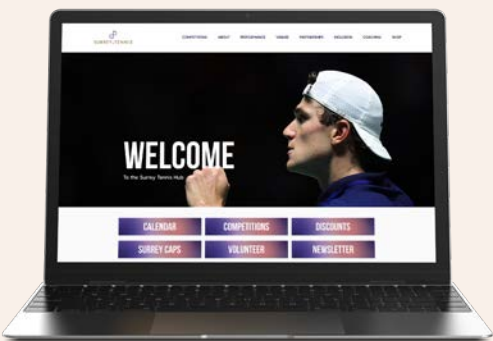 SURREY TENNIS
COMPETITIONS ABOUT PERFORMANCE VENUES PARTNERSHIPS INCLUSION COACHING SHOP
WELCOME
To the Surrey Tennis Hub
CALENDAR COMPETITIONS DISCOUNTS
SURREY CAPS VOLUNTEER NEWSLETTER